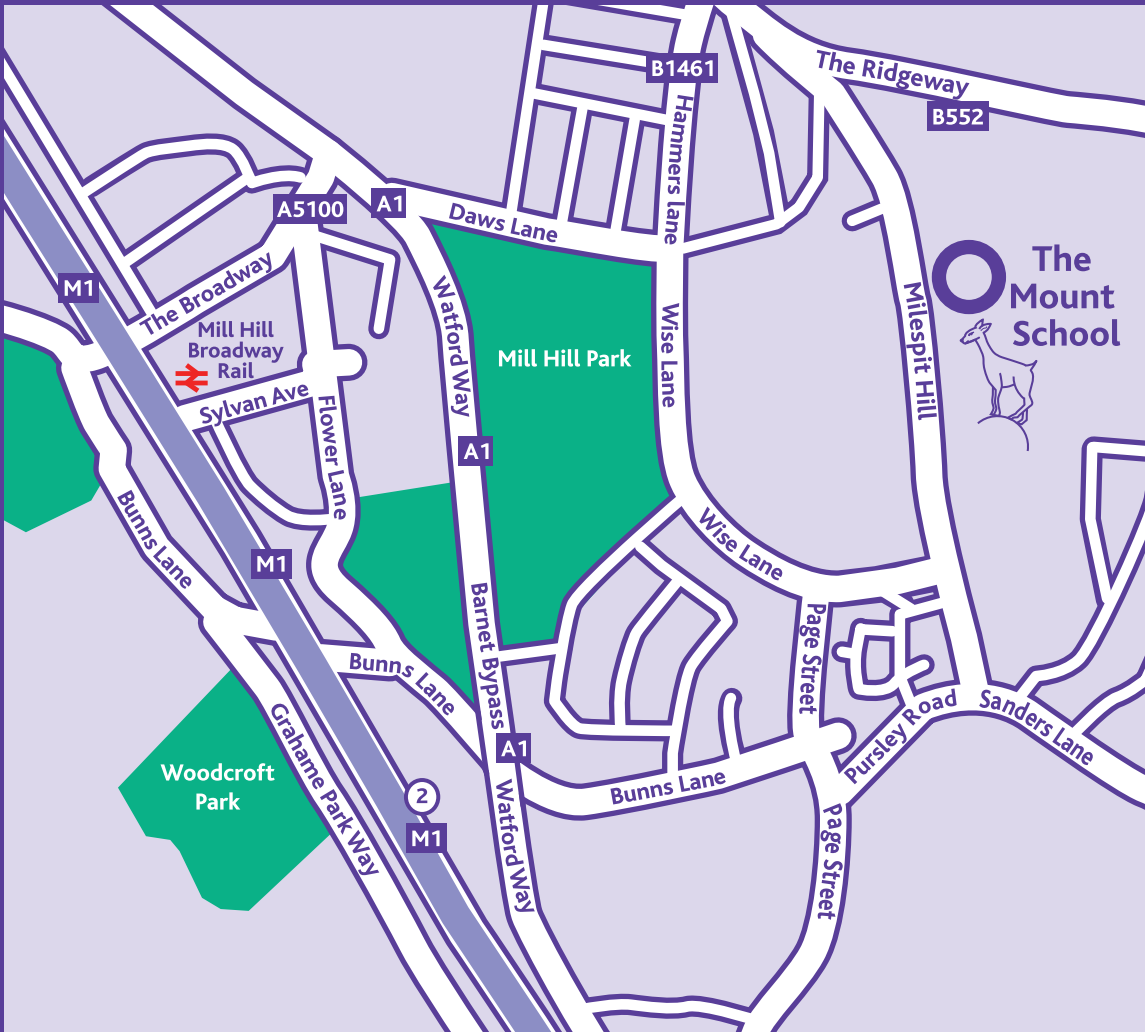 B1461
The Ridgeway
B552
Hammers Lane
A5100
A1
Daws Lane
The Broadway
M1
The
Mount
School
Mill Hill
Broadway
Rail
Watford Way
Wise Lane
Milespit Hill
Mill Hill Park
Sylvan Ave
Flower Lane
A1
Bunns Lane
Wise Lane
M1
Barnet Bypass
Page Street
Bunns Lane
Pursley Road
Sanders Lane
Grahame Park Way
A1
Woodcroft
Park
Bunns Lane
2
M1
Watford Way
Page Street